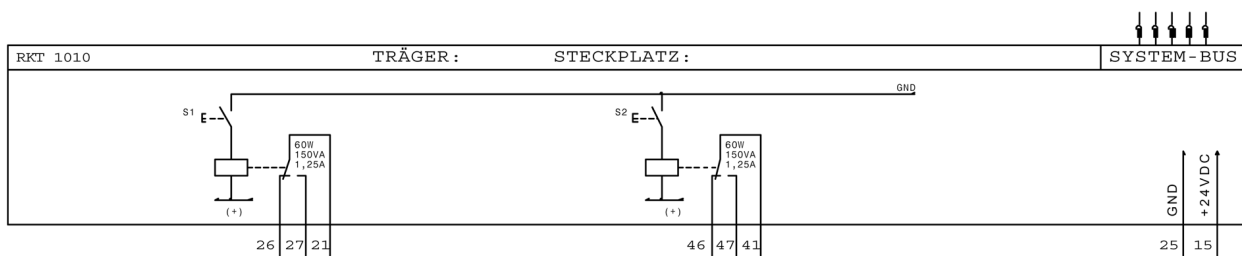 RKT 1010 TRÄGER: STECKPLATZ: SYSTEM-BUS
GND
S1
S2
60W
150VA
1,25A
60W
150VA
1,25A
(+)
(+)
GND
+24VDC
26 27 21 46 47 41 25 15